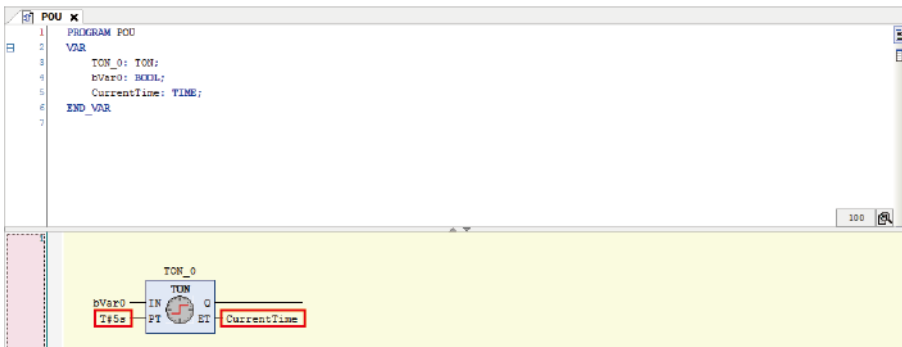 POU
1 PROGRAM POU
2 VAR
3 TON_0: TON;
4 bVar0: BOOL;
5 CurrentTime: TIME;
6 END_VAR
7
100
1
TON_0
TON
bVar0 IN Q
T#5s PT ET CurrentTime